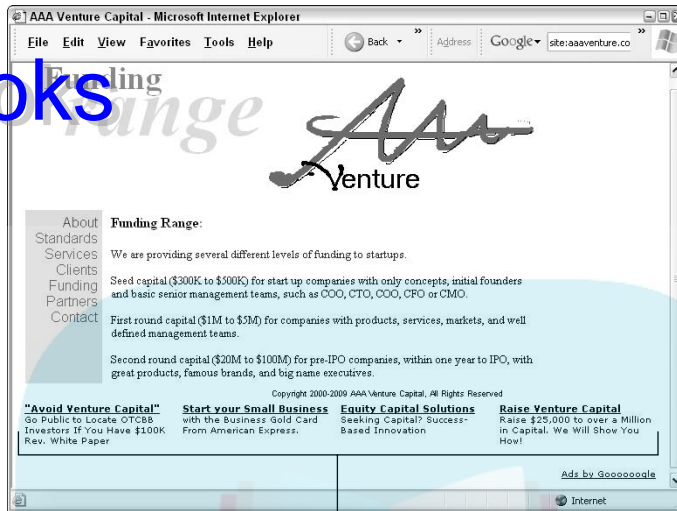 AAA Venture Capital - Microsoft Internet Explorer
File Edit View Favorites Tools Help
Back
Address
Google
site:aaaventure.co
Funding
range
oks
Venture
About
Standards
Services
Clients
Funding
Partners
Contact
Funding Range:
We are providing several different levels of funding to startups.
Seed capital ($300K to $500K) for start up companies with only concepts, initial founders
and basic senior management teams, such as COO, CTO, COO, CFO or CMO.
First round capital ($1M to $5M) for companies with products, services, markets, and well
defined management teams.
Second round capital ($20M to $100M) for pre-IPO companies, within one year to IPO, with
great products, famous brands, and big name executives.
Copyright 2000-2009 AAA Venture Capital, All Rights Reserved
"Avoid Venture Capital"
Go Public to Locate OTCBB
Investors If You Have $100K
Rev. White Paper
Start your Small Business
with the Business Gold Card
From American Express.
Equity Capital Solutions
Seeking Capital? Success-
Based Innovation
Raise Venture Capital
Raise $25,000 to over a Million
in Capital. We Will Show You
How!
Ads by Goooooogle
Internet